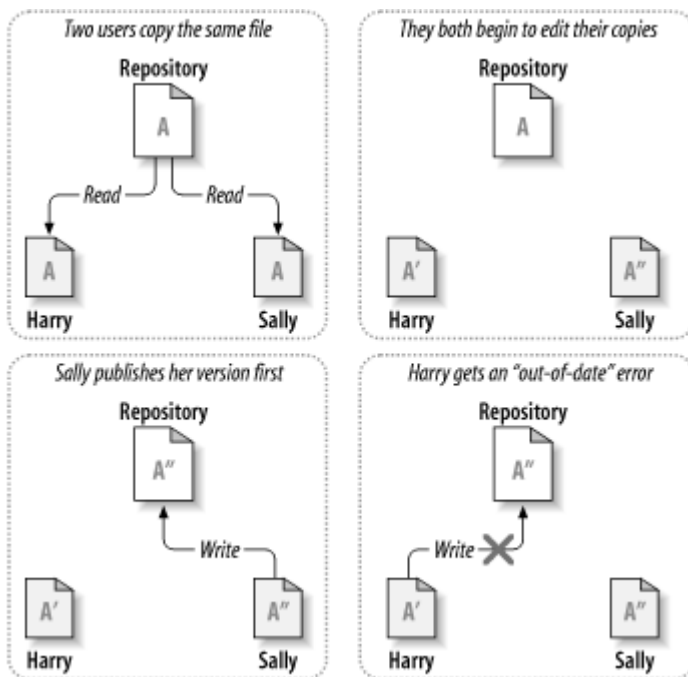 Two users copy the same file
Repository
A
Read Read
A A
Harry Sally
They both begin to edit their copies
Repository
A
A' A"
Harry Sally
Sally publishes her version first
Repository
A"
Write
A' A"
Harry Sally
Harry gets an “out-of-date” error
Repository
A"
Write
A' A"
Harry Sally